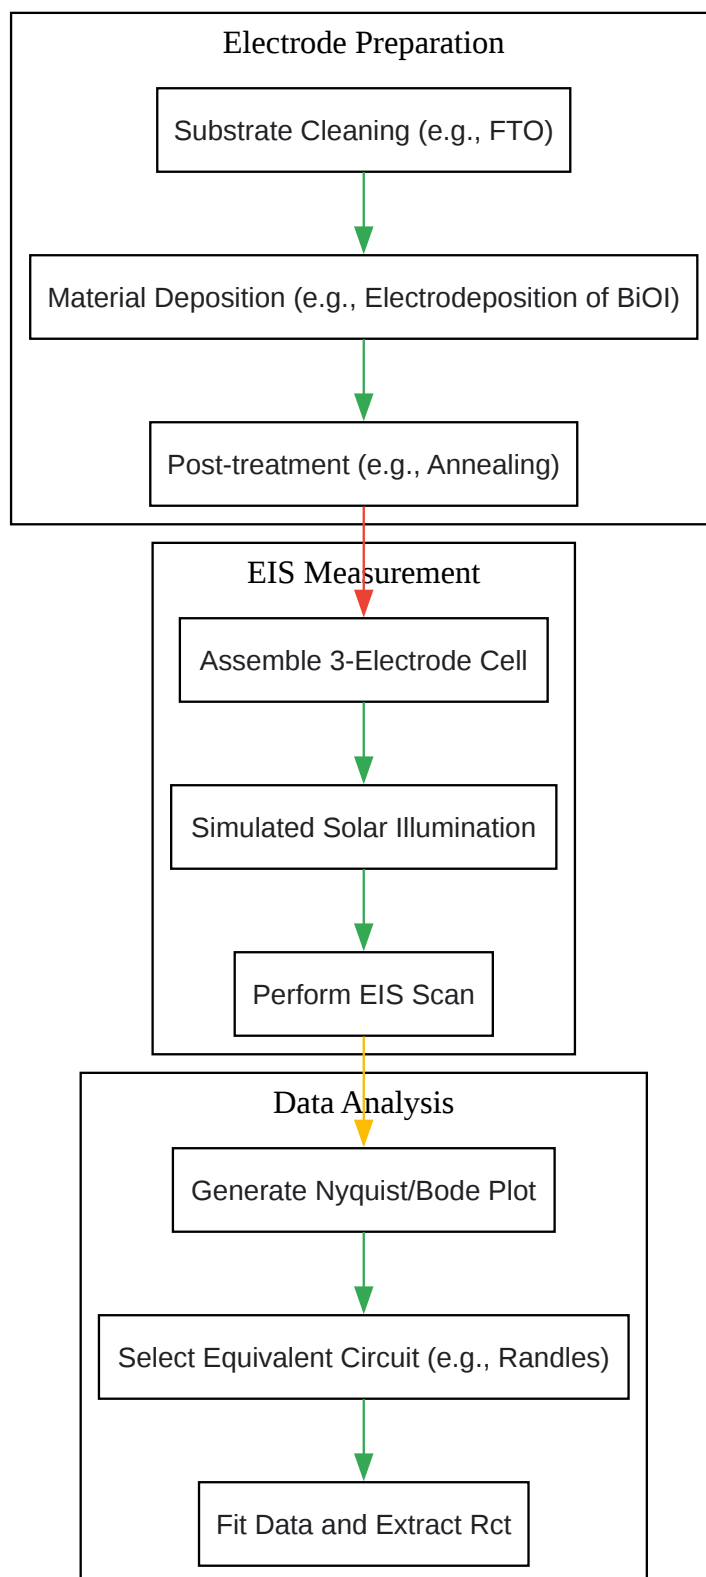 Electrode Preparation
Substrate Cleaning (e.g., FTO)
Material Deposition (e.g., Electrodeposition of BiOI)
Post-treatment (e.g., Annealing)
EIS Measurement
Assemble 3-Electrode Cell
Simulated Solar Illumination
Perform EIS Scan
Data Analysis
Generate Nyquist/Bode Plot
Select Equivalent Circuit (e.g., Randles)
Fit Data and Extract Rct